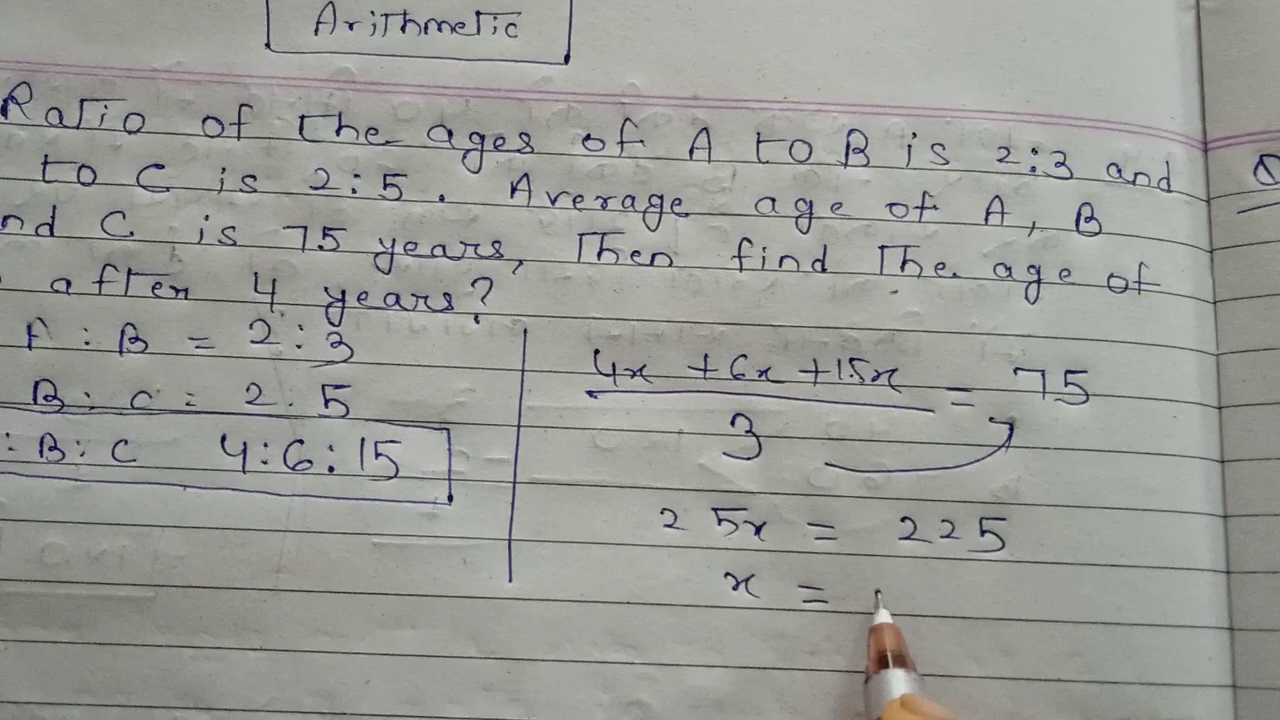 Arithmetic
Ratio of the ages of A to B is 2:3 and
to C is 2:5. Average age of A, B
nd C is 75 years, Then find The age of
after 4 years?
A : B = 2:3
B : C = 2.5
: B : C 4:6:15
4x + 6x + 15x = 75
3
25x = 225
x =